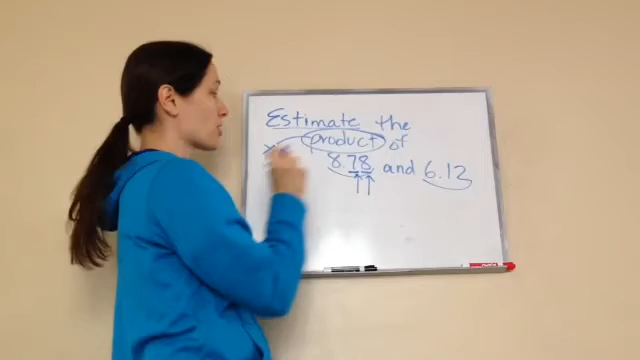 Estimate the
product of
8.78 and 6.12